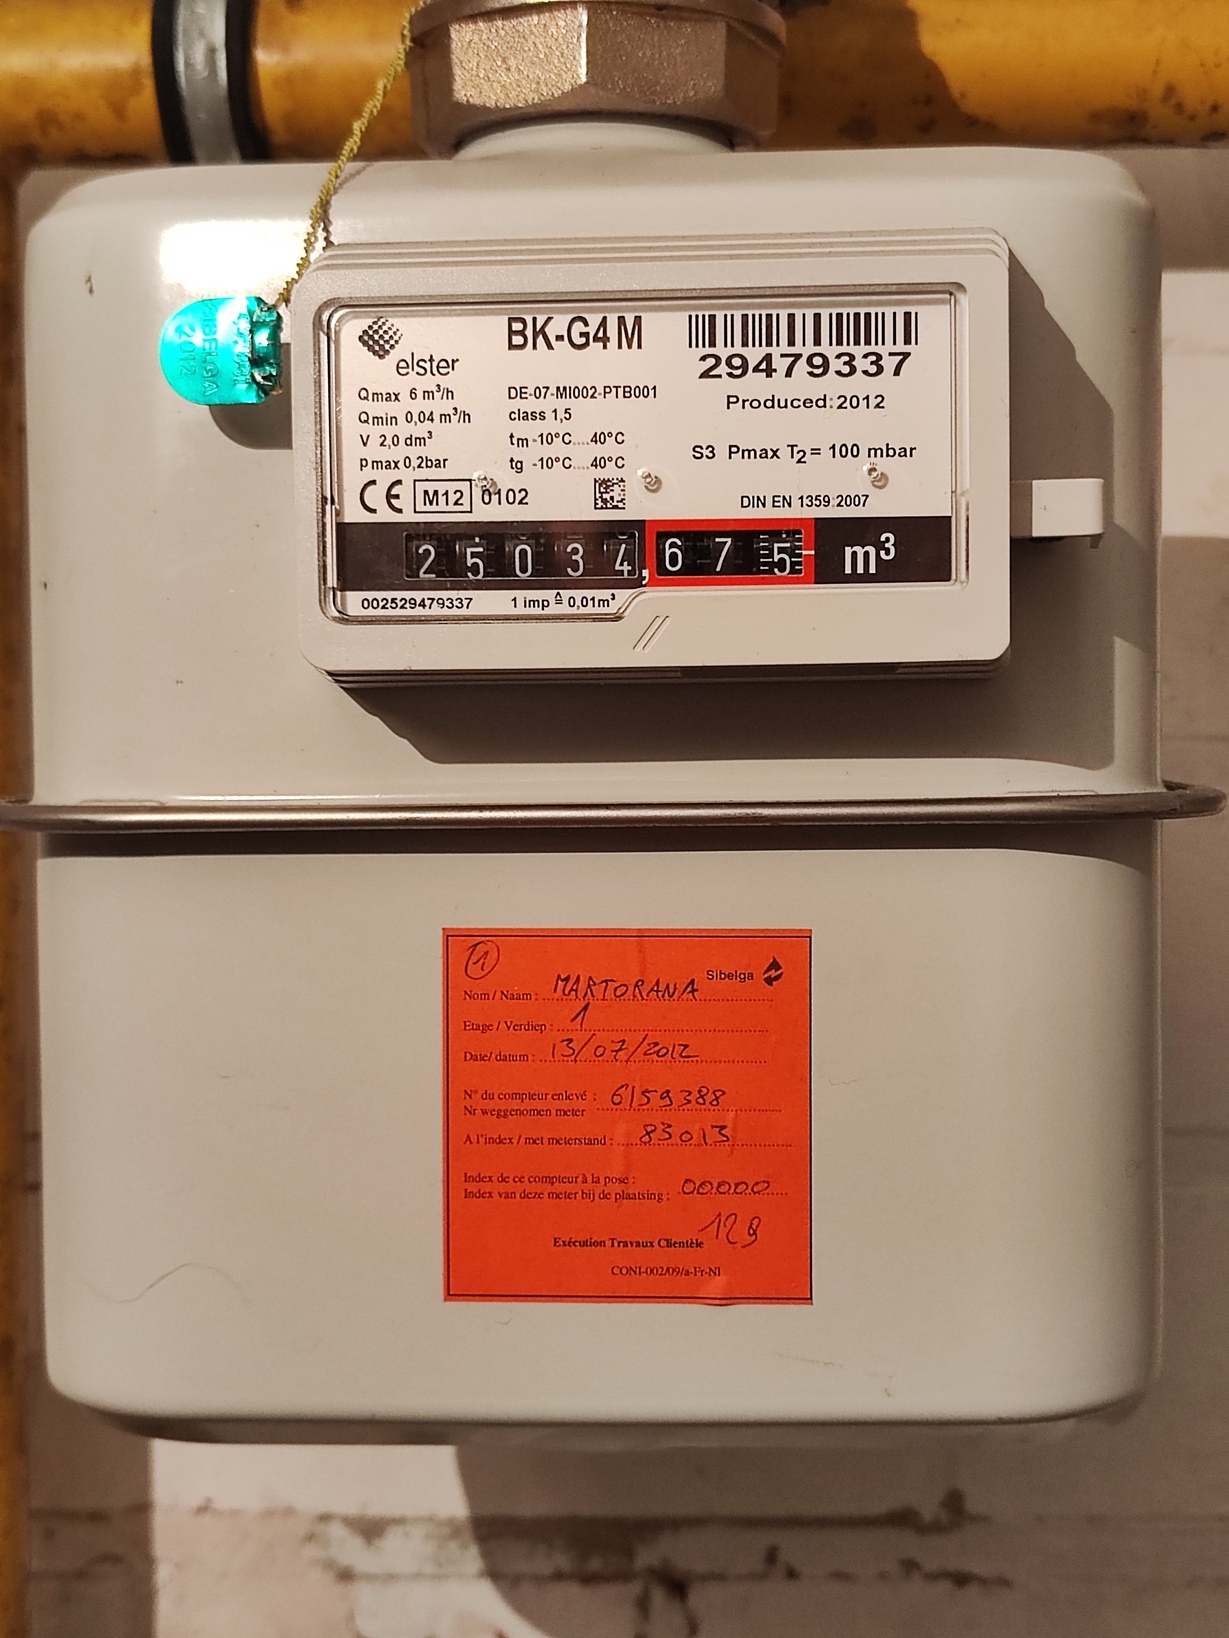 SIBELGA
2012
elster
BK-G4 M
29479337
Produced:2012
Qmax 6 m³/h
Qmin 0,04 m³/h
V 2,0 dm³
pmax 0,2bar
DE-07-MI002-PTB001
class 1,5
tm -10°C....40°C
tg -10°C....40°C
S3 Pmax T2= 100 mbar
CE M12 0102
DIN EN 1359:2007
25034,675 m³
002529479337 1 imp ≙ 0,01m³
1
Sibelga
Nom / Naam : MARTORANA
Etage / Verdiep : 1
Date/ datum : 13/07/2012
N° du compteur enlevé : 6159388
Nr weggenomen meter
A l'index / met meterstand : 83013
Index de ce compteur à la pose :
Index van deze meter bij de plaatsing : 00000
129
Exécution Travaux Clientèle
CONI-002/09/a-Fr-Nl